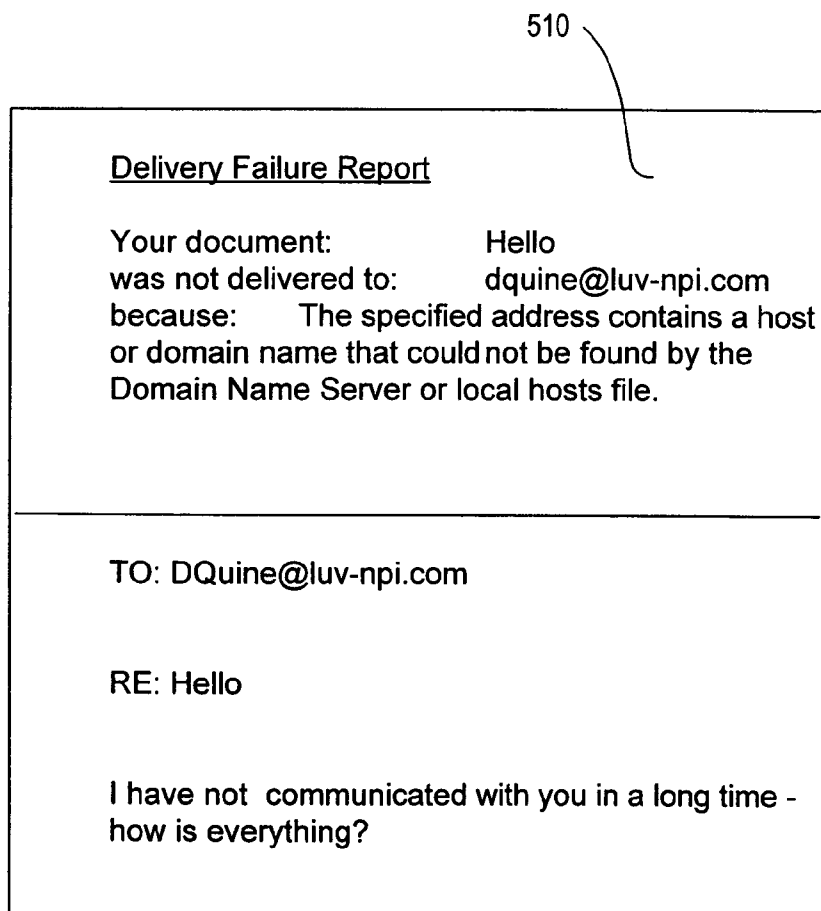 510
Delivery Failure Report
Your document: Hello
was not delivered to: dquine@luv-npi.com
because: The specified address contains a host
or domain name that could not be found by the
Domain Name Server or local hosts file.
TO: DQuine@luv-npi.com
RE: Hello
I have not communicated with you in a long time -
how is everything?